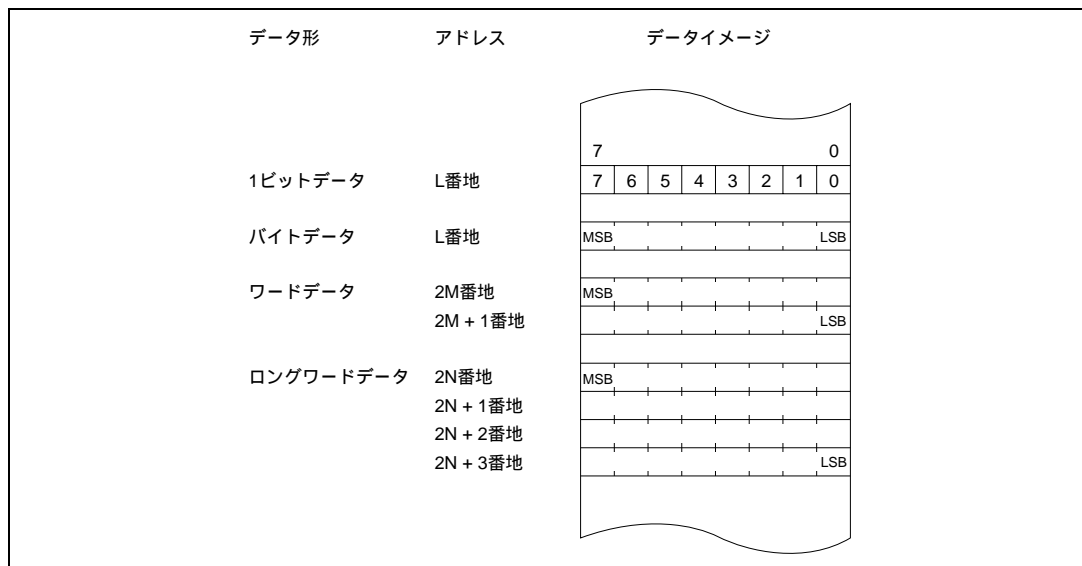 データ形 アドレス データイメージ
7 0
1ビットデータ L番地 7 6 5 4 3 2 1 0
バイトデータ L番地 MSB LSB
ワードデータ 2M番地 MSB
2M + 1番地 LSB
ロングワードデータ 2N番地 MSB
2N + 1番地
2N + 2番地
2N + 3番地 LSB